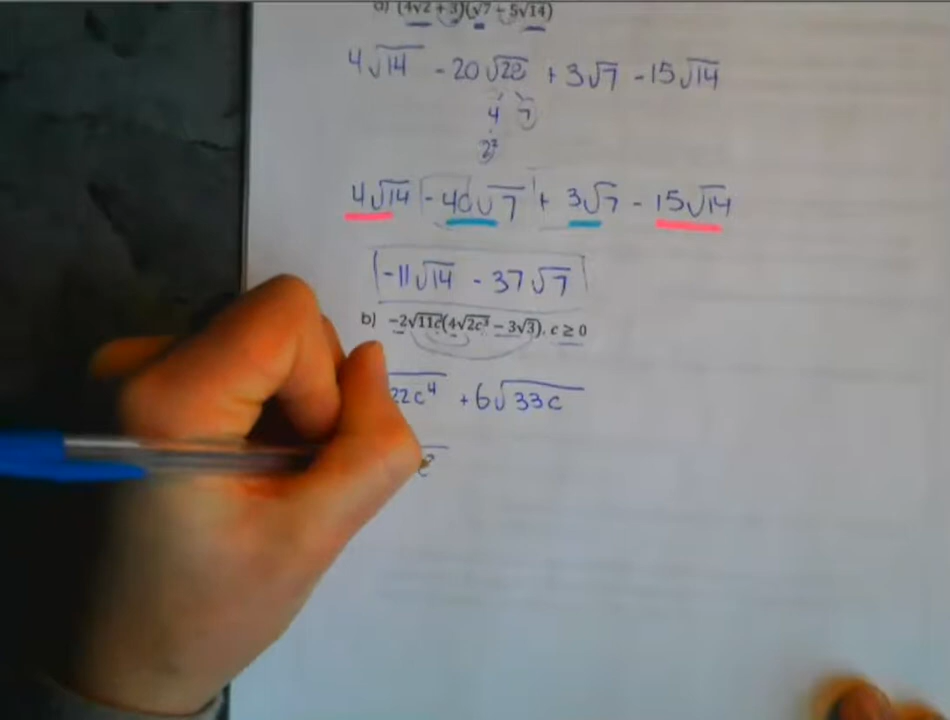 a) (4√2 + 3)(√7 − 5√14)
4√14 - 20√28 + 3√7 - 15√14
4 7
2²
4√14 - 40√7 + 3√7 - 15√14
-11√14 - 37√7
b) −2√11c(4√2c³ − 3√3), c ≥ 0
22c⁴ + 6√33c